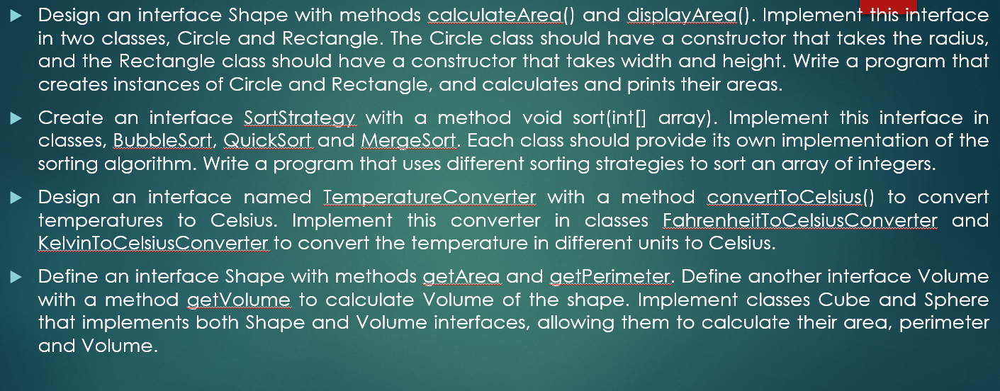 Design an interface Shape with methods calculateArea() and displayArea(). Implement this interface
in two classes, Circle and Rectangle. The Circle class should have a constructor that takes the radius,
and the Rectangle class should have a constructor that takes width and height. Write a program that
creates instances of Circle and Rectangle, and calculates and prints their areas.
Create an interface SortStrategy with a method void sort(int[] array). Implement this interface in
classes, BubbleSort, QuickSort and MergeSort. Each class should provide its own implementation of the
sorting algorithm. Write a program that uses different sorting strategies to sort an array of integers.
Design an interface named TemperatureConverter with a method convertToCelsius() to convert
temperatures to Celsius. Implement this converter in classes FahrenheitToCelsiusConverter and
KelvinToCelsiusConverter to convert the temperature in different units to Celsius.
Define an interface Shape with methods getArea and getPerimeter. Define another interface Volume
with a method getVolume to calculate Volume of the shape. Implement classes Cube and Sphere
that implements both Shape and Volume interfaces, allowing them to calculate their area, perimeter
and Volume.